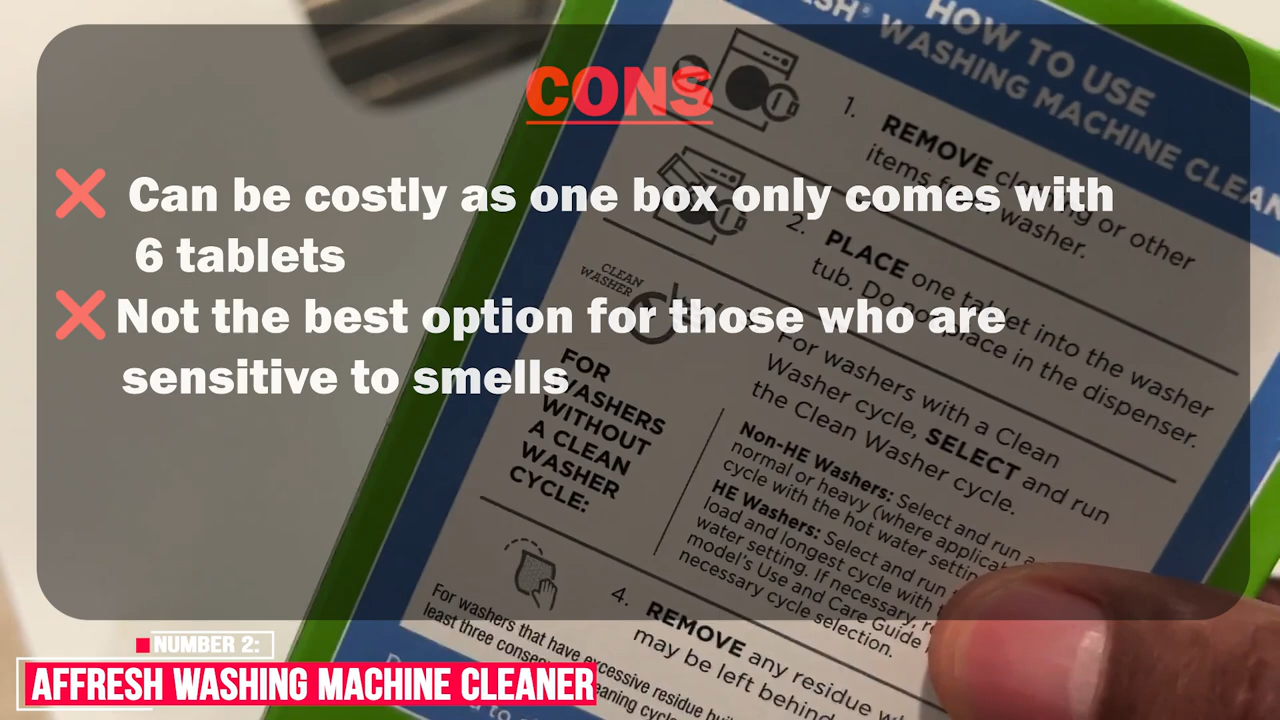 CONS
Can be costly as one box only comes with
6 tablets
Not the best option for those who are
sensitive to smells
HOW TO USE
WASHING MACHINE
1. REMOVE or other
items washer.
2. PLACE one tablet into the washer
tub. Do not place in the dispenser.
CLEAN
WASHER
For washers with a Clean
Washer cycle, SELECT and run
the Clean Washer cycle.
FOR
WASHERS
WITHOUT
A CLEAN
WASHER
CYCLE:
Non-HE Washers: Select and run a
normal or heavy (where
cycle with the hot water
HE Washers: Select and run
load and longest cycle with
water setting. If necessary,
model's Use and Care Guide
necessary cycle selection.
4. REMOVE any residue
may be left behind
For washers that have excessive residue
least three
NUMBER 2:
AFFRESH WASHING MACHINE CLEANER